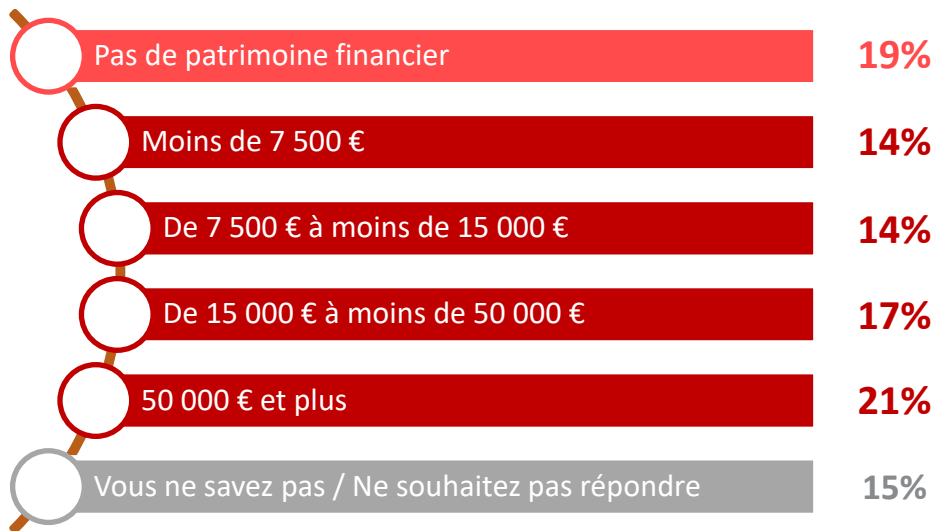 Pas de patrimoine financier 19%
Moins de 7 500 € 14%
De 7 500 € à moins de 15 000 € 14%
De 15 000 € à moins de 50 000 € 17%
50 000 € et plus 21%
Vous ne savez pas / Ne souhaitez pas répondre 15%